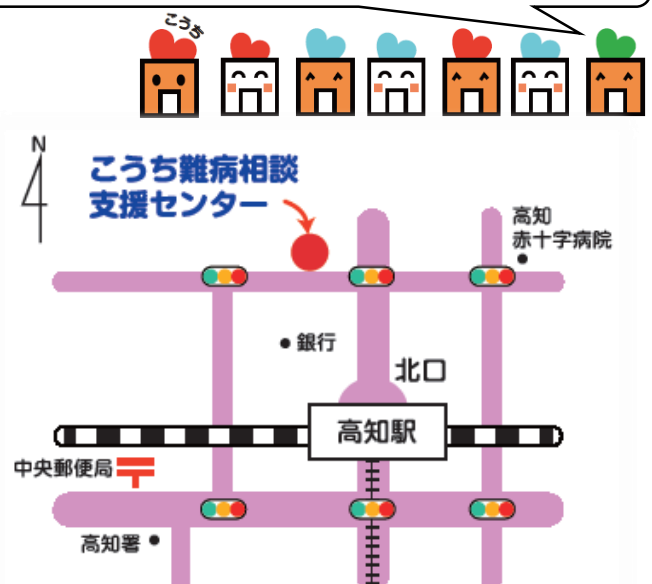 こうち
N
こうち難病相談
支援センター
高知
赤十字病院
銀行
北口
高知駅
中央郵便局
高知署